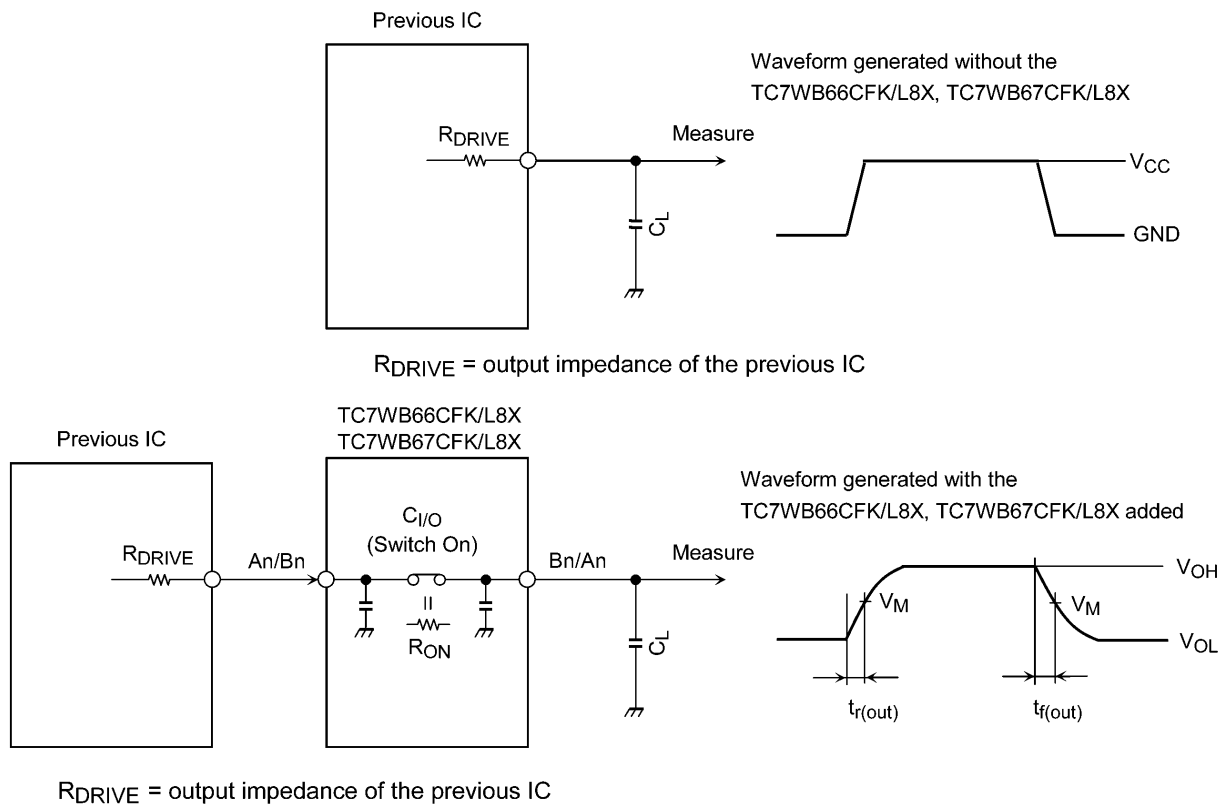 Previous IC
Waveform generated without the
TC7WB66CFK/L8X, TC7WB67CFK/L8X
RDRIVE
Measure
VCC
CL
GND
RDRIVE = output impedance of the previous IC
TC7WB66CFK/L8X
TC7WB67CFK/L8X
Previous IC
Waveform generated with the
TC7WB66CFK/L8X, TC7WB67CFK/L8X added
CI/O
(Switch On)
RDRIVE
An/Bn
Bn/An
Measure
VOH
VM
VM
RON
CL
VOL
tr(out)
tf(out)
RDRIVE = output impedance of the previous IC